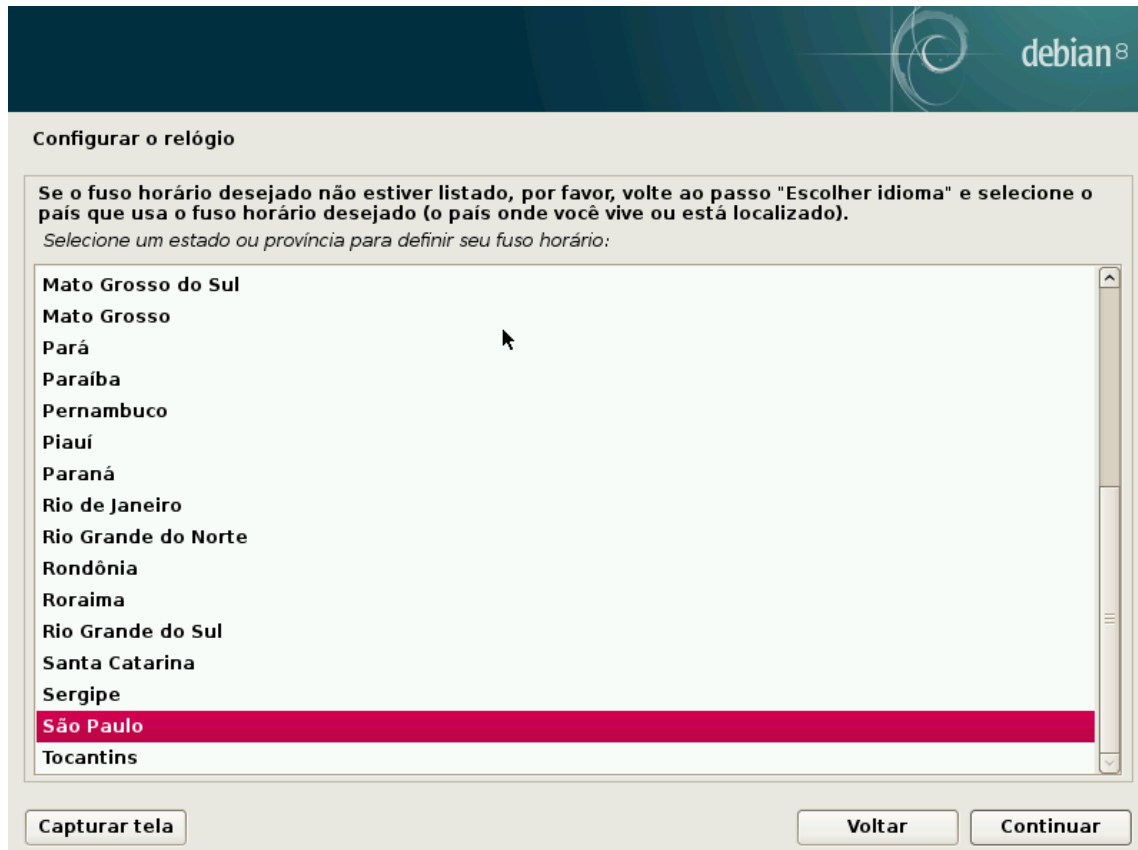 debian 8
Configurar o relógio
Se o fuso horário desejado não estiver listado, por favor, volte ao passo "Escolher idioma" e selecione o
país que usa o fuso horário desejado (o país onde você vive ou está localizado).
Selecione um estado ou província para definir seu fuso horário:
Mato Grosso do Sul
Mato Grosso
Pará
Paraíba
Pernambuco
Piauí
Paraná
Rio de Janeiro
Rio Grande do Norte
Rondônia
Roraima
Rio Grande do Sul
Santa Catarina
Sergipe
São Paulo
Tocantins
Capturar tela
Voltar
Continuar